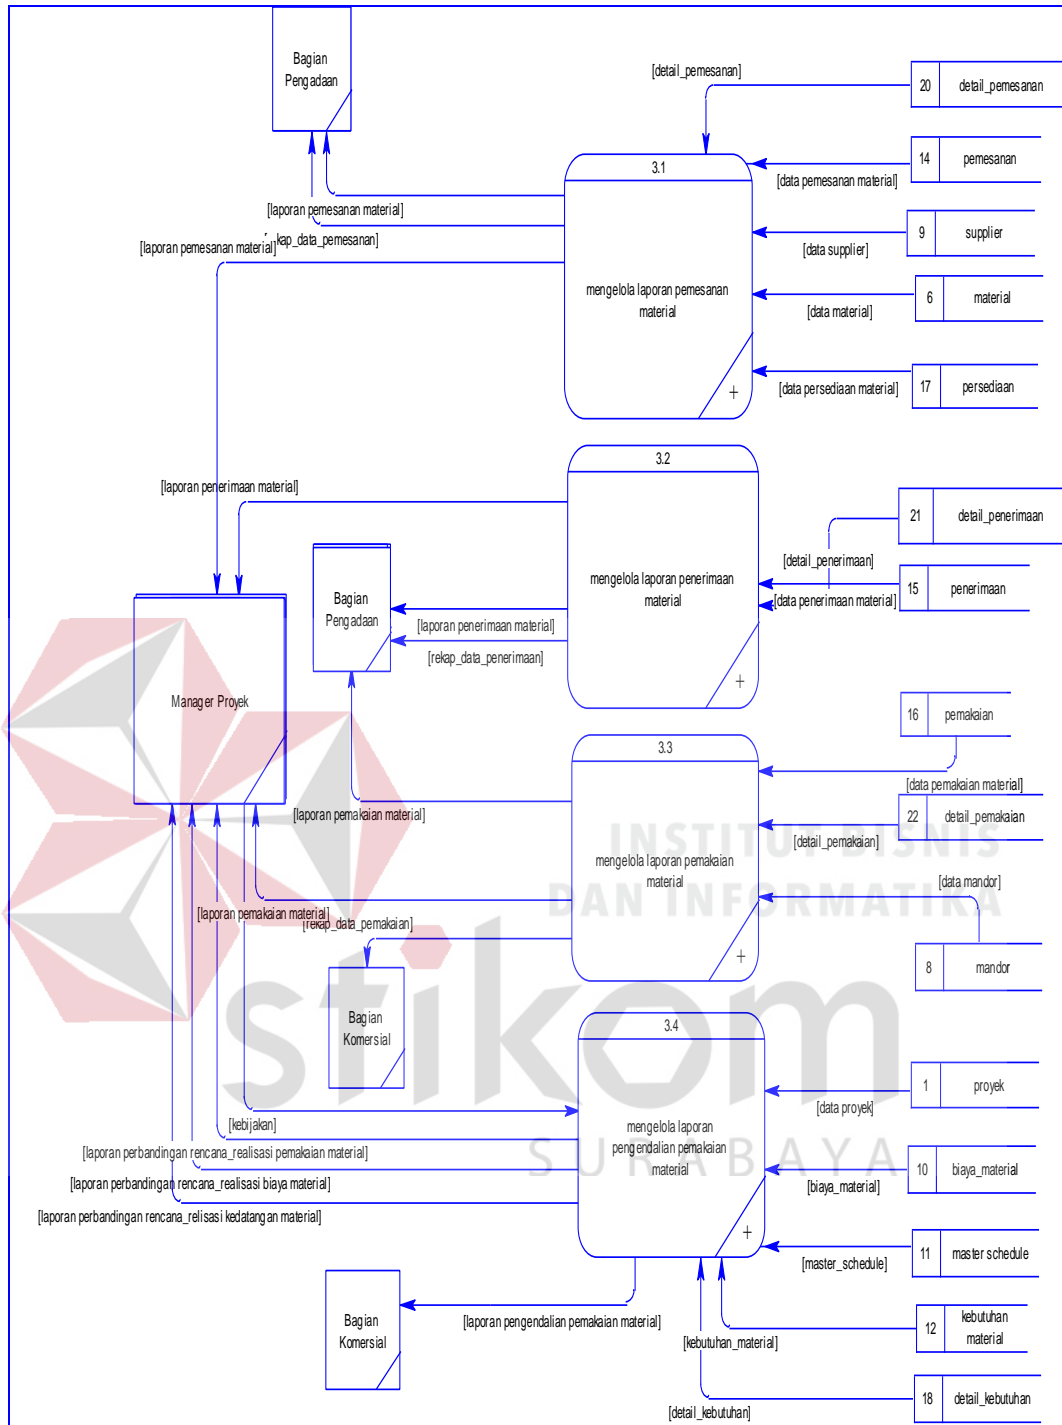 Bagian
Pengadaan
[detail_pemesanan]
20 detail_pemesanan
3.1
14 pemesanan
[data pemesanan material]
[laporan pemesanan material]
kap_data_pemesanan]
[laporan pemesanan material]
9 supplier
[data supplier]
mengelola laporan pemesanan
material
6 material
[data material]
17 persediaan
[data persediaan material]
+
3.2
[laporan penerimaan material]
21 detail_penerimaan
[detail_penerimaan]
mengelola laporan penerimaan
material
15 penerimaan
[data penerimaan material]
Bagian
Pengadaan
[laporan penerimaan material]
[rekap_data_penerimaan]
+
Manager Proyek
16 pemakaian
3.3
[data pemakaian material]
[laporan pemakaian material]
22 detail_pemakaian
[detail_pemakaian]
INSTITUT BISNIS
DAN INFORMATIKA
mengelola laporan pemakaian
material
[data mandor]
[laporan pemakaian material]
[rekap_data_pemakaian]
+
8 mandor
stikom
SURABAYA
Bagian
Komersial
3.4
1 proyek
[data proyek]
[kebijakan]
mengelola laporan
pengendalian pemakaian
material
[laporan perbandingan rencana_realisasi pemakaian material]
10 biaya_material
[biaya_material]
[laporan perbandingan rencana_realisasi biaya material]
[laporan perbandingan rencana_relisasi kedatangan material]
+
11 master schedule
[master_schedule]
Bagian
Komersial
[laporan pengendalian pemakaian material]
12 kebutuhan
material
[kebutuhan_material]
18 detail_kebutuhan
[detail_kebutuhan]